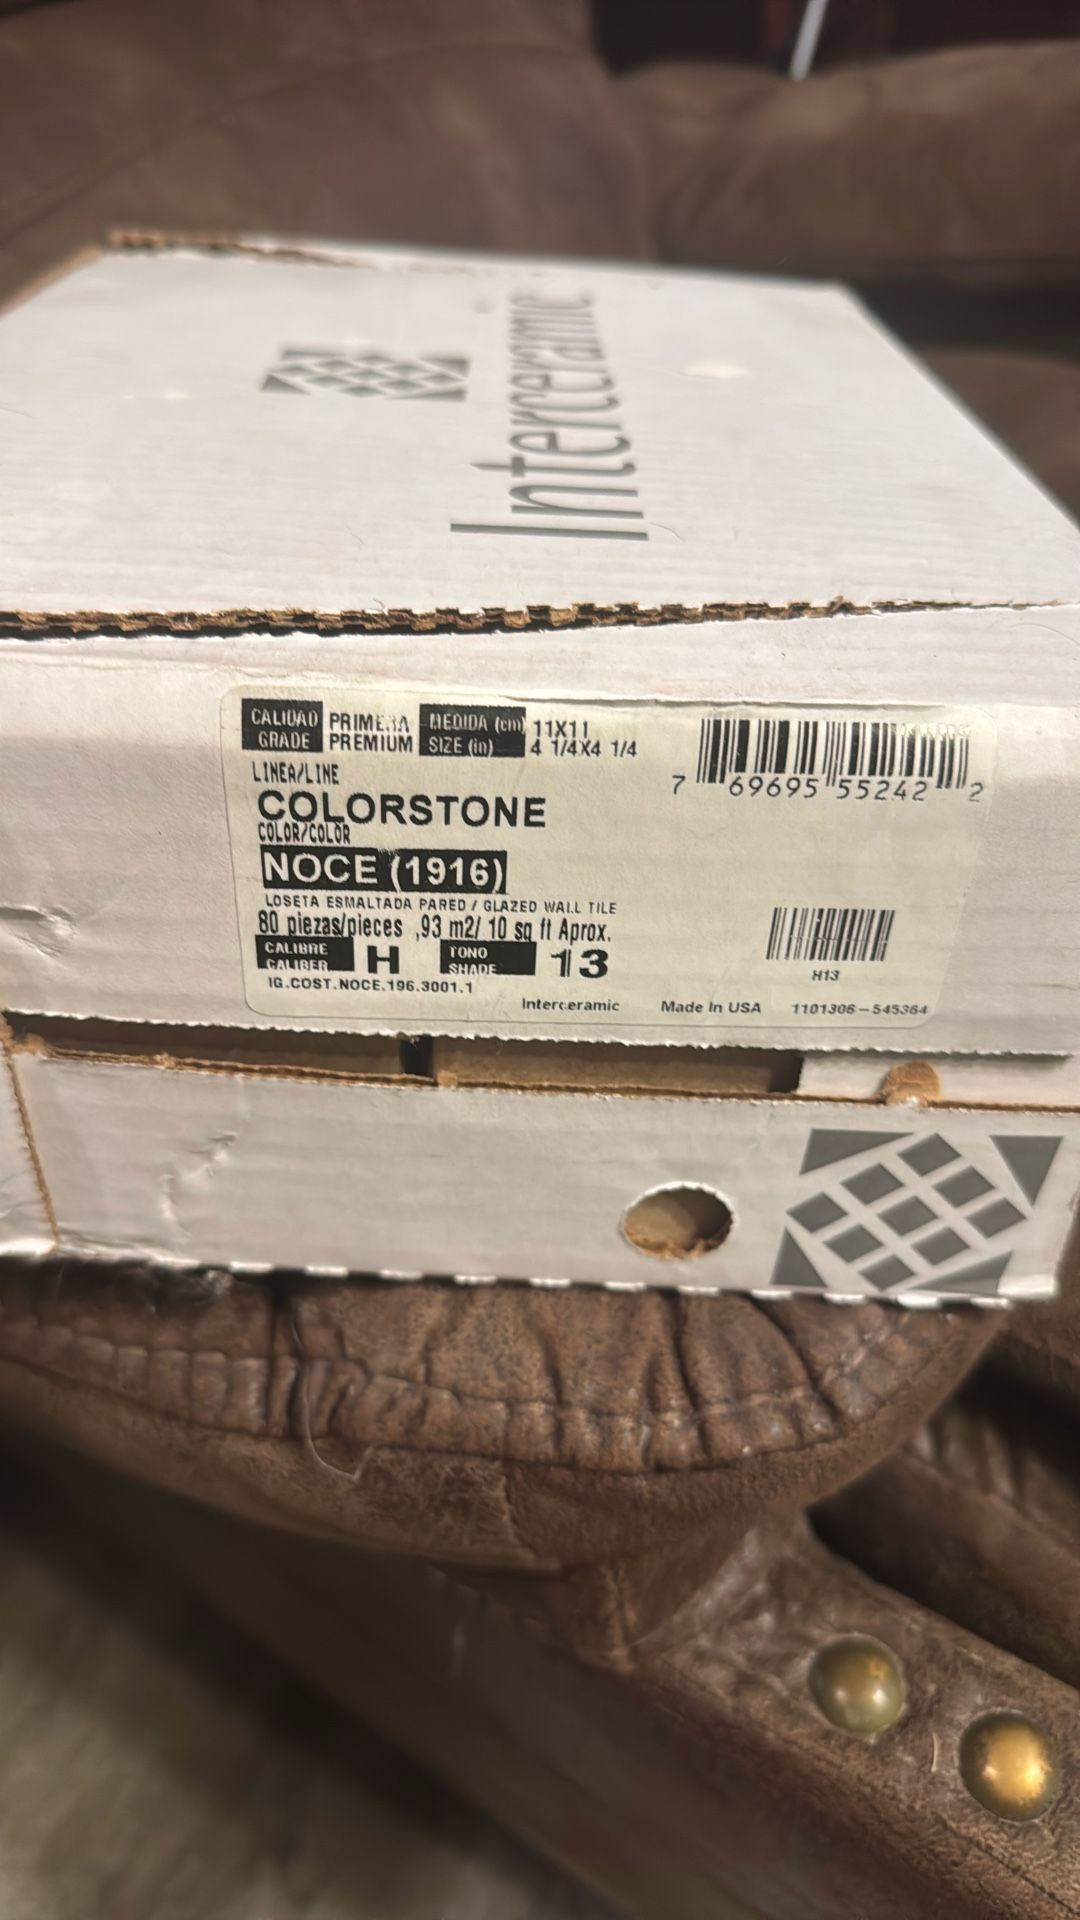 Interceramic
CALIDAD PRIMERA MEDIDA (cm) 11X11
GRADE PREMIUM SIZE (in) 4 1/4X4 1/4
7 69695 55242 2
LINEA/LINE
COLORSTONE
COLOR/COLOR
NOCE (1916)
LOSETA ESMALTADA PARED / GLAZED WALL TILE
80 piezas/pieces ,93 m2/ 10 sq ft Aprox.
CALIBRE H TONO 13
CALIBER SHADE
H13
IG.COST.NOCE.196.3001.1
Interceramic Made In USA 1101306-545364